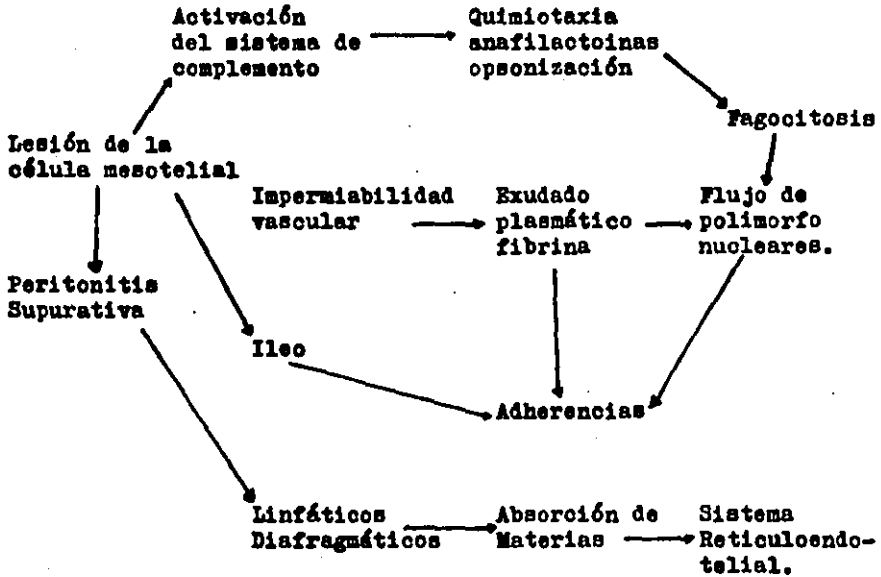 Activación
del sistema de
complemento
Quimiotaxia
anafilactoinas
opsonización
Fagocitosis
Lesión de la
célula mesotelial
Impermiabilidad
vascular
Exudado
plasmático
fibrina
Flujo de
polimorfo
nucleares.
Peritonitis
Supurativa
Ileo
Adherencias
Linfáticos
Diafragmáticos
Absorción de
Materias
Sistema
Reticuloendo-
telial.